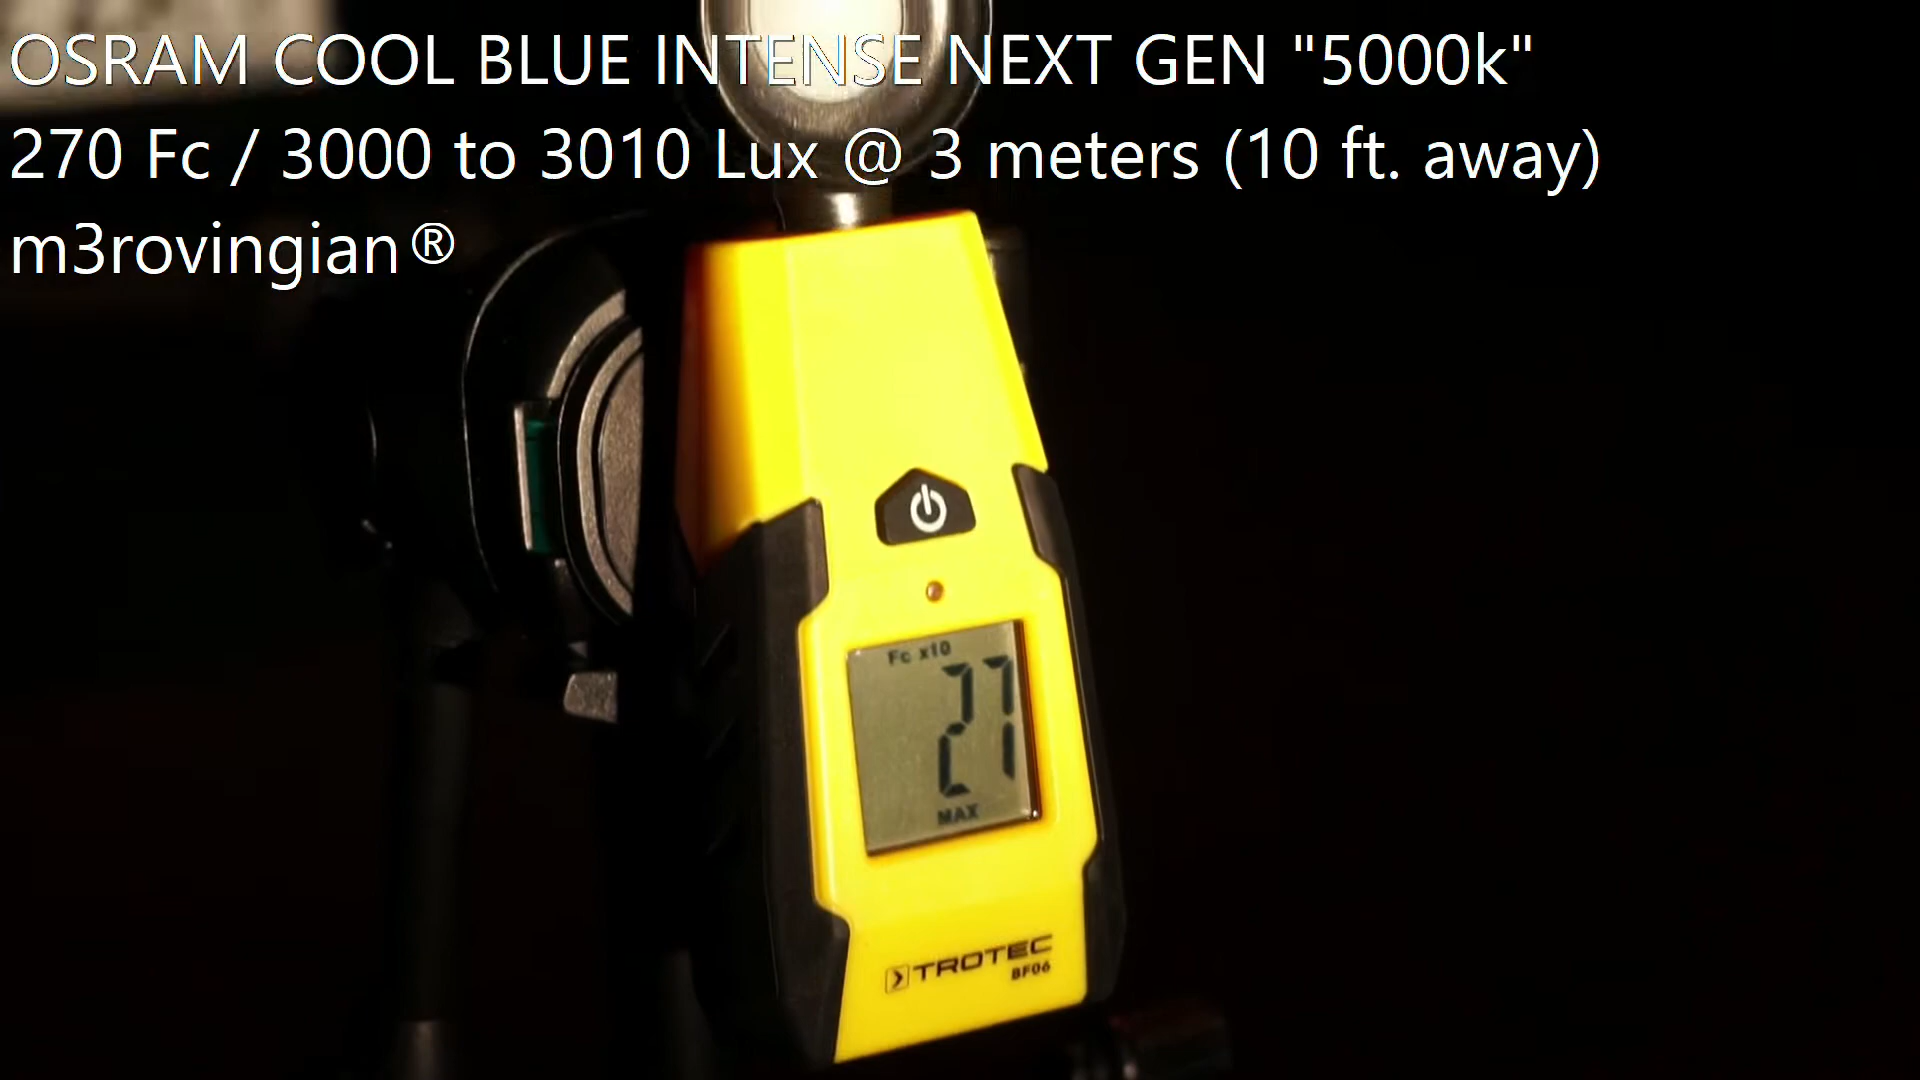 OSRAM COOL BLUE INTENSE NEXT GEN "5000k"
270 Fc / 3000 to 3010 Lux @ 3 meters (10 ft. away)
m3rovingian®
Fc x10
27
MAX
TROTEC
BF06